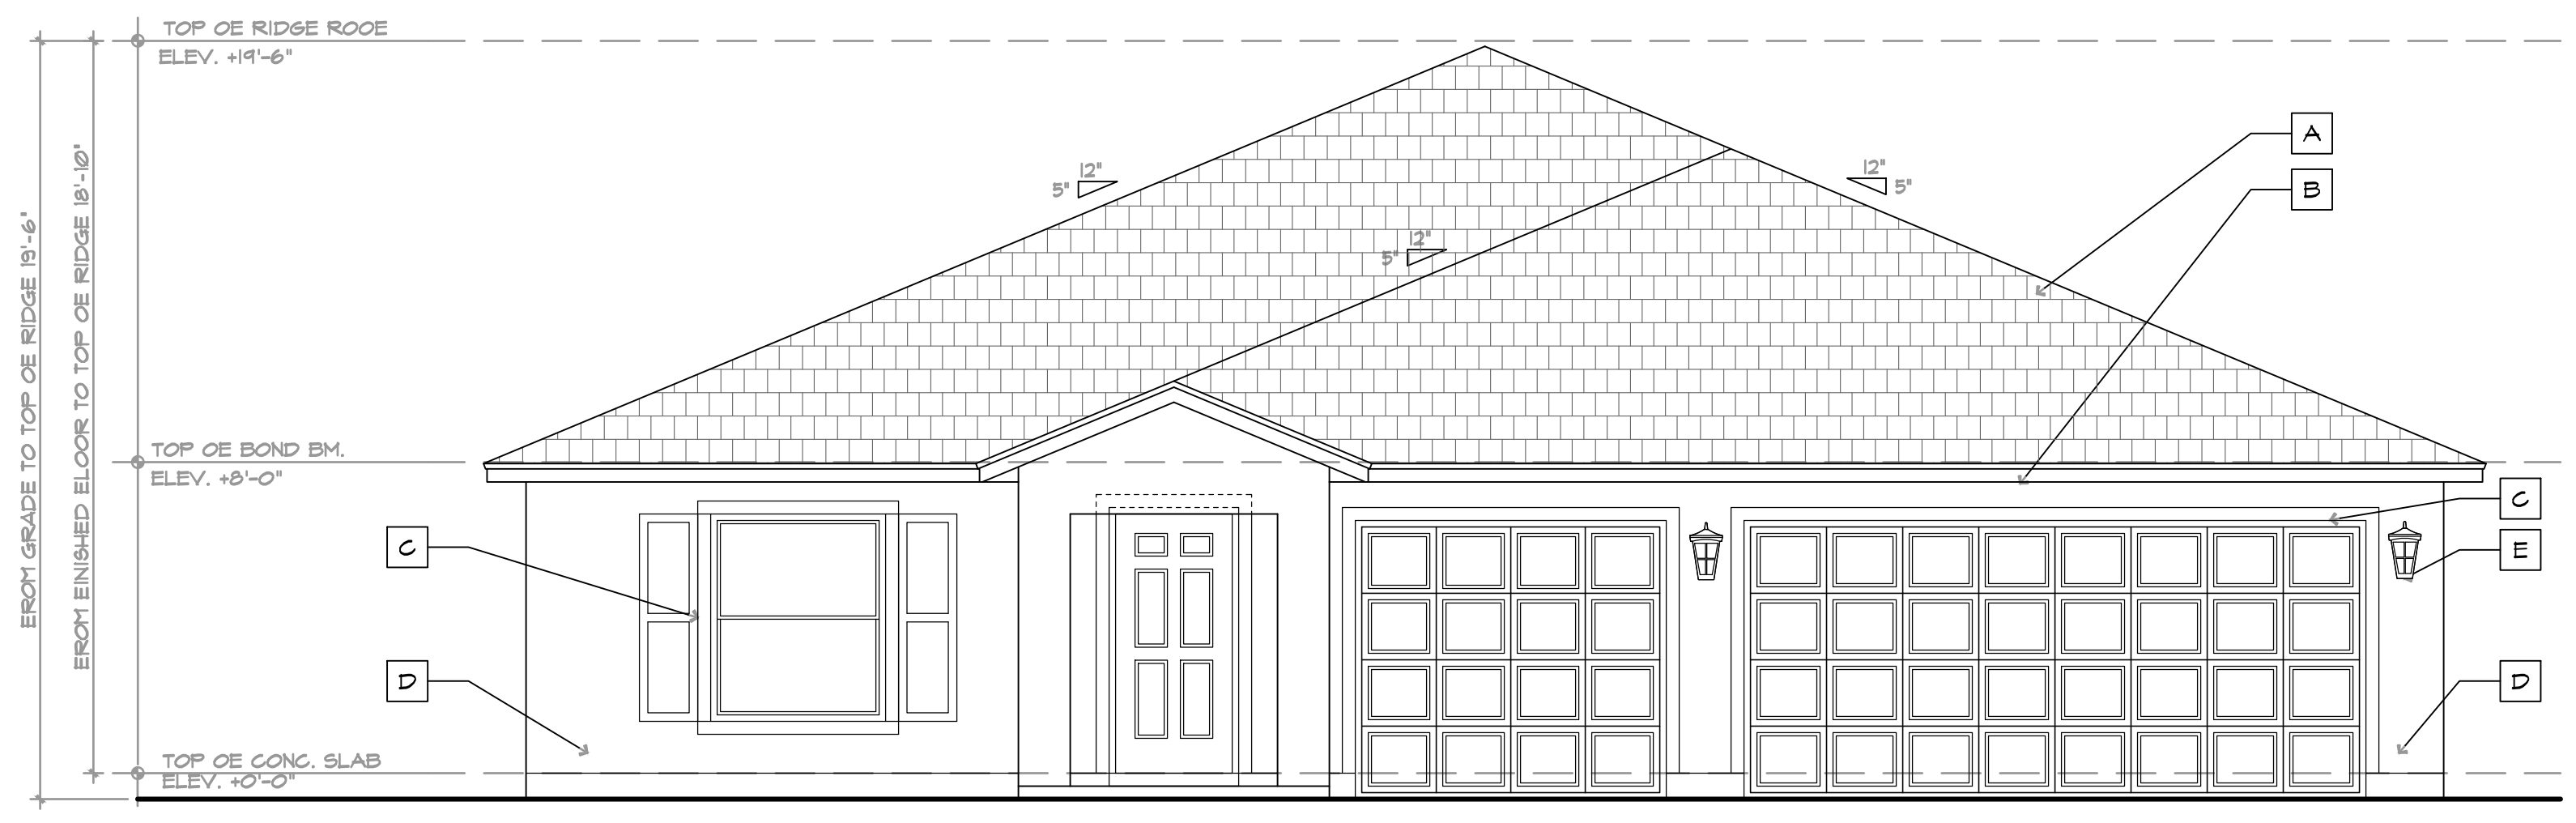 TOP OE RIDGE ROOE
ELEV. +19'-6"
A
12"
5"
12"
5"
B
12"
5"
EROM GRADE TO TOP OE RIDGE 19'-6"
EROM EINISHED ELOOR TO TOP OE RIDGE 18'-10"
TOP OE BOND BM.
ELEV. +8'-0"
C
C
E
D
D
TOP OE CONC. SLAB
ELEV. +0'-0"